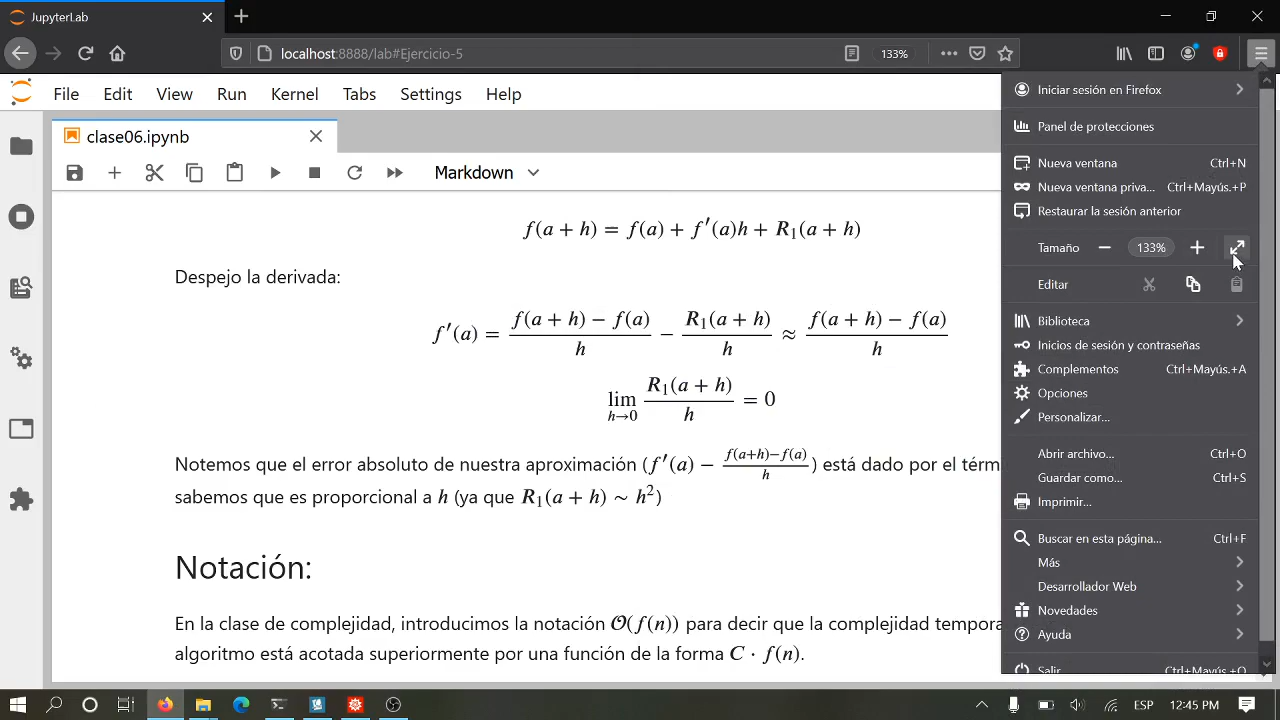 JupyterLab
localhost:8888/lab#Ejercicio-5
133%
File Edit View Run Kernel Tabs Settings Help
clase06.ipynb
Markdown
f(a + h) = f(a) + f′(a)h + R₁(a + h)
Despejo la derivada:
f′(a) = f(a + h) − f(a) / h − R₁(a + h) / h ≈ f(a + h) − f(a) / h
lim h→0 R₁(a + h) / h = 0
Notemos que el error absoluto de nuestra aproximación (f′(a) − f(a+h)−f(a) / h) está dado por el
sabemos que es proporcional a h (ya que R₁(a + h) ∼ h²)
Notación:
En la clase de complejidad, introducimos la notación 𝒪(f(n)) para decir que la complejidad
algoritmo está acotada superiormente por una función de la forma C · f(n).
Iniciar sesión en Firefox
Panel de protecciones
Nueva ventana Ctrl+N
Nueva ventana priva... Ctrl+Mayús.+P
Restaurar la sesión anterior
Tamaño − 133% +
Editar
Biblioteca
Inicios de sesión y contraseñas
Complementos Ctrl+Mayús.+A
Opciones
Personalizar...
Abrir archivo... Ctrl+O
Guardar como... Ctrl+S
Imprimir...
Buscar en esta página... Ctrl+F
Más
Desarrollador Web
Novedades
Ayuda
Salir Ctrl+Mayús.+Q
ESP 12:45 PM